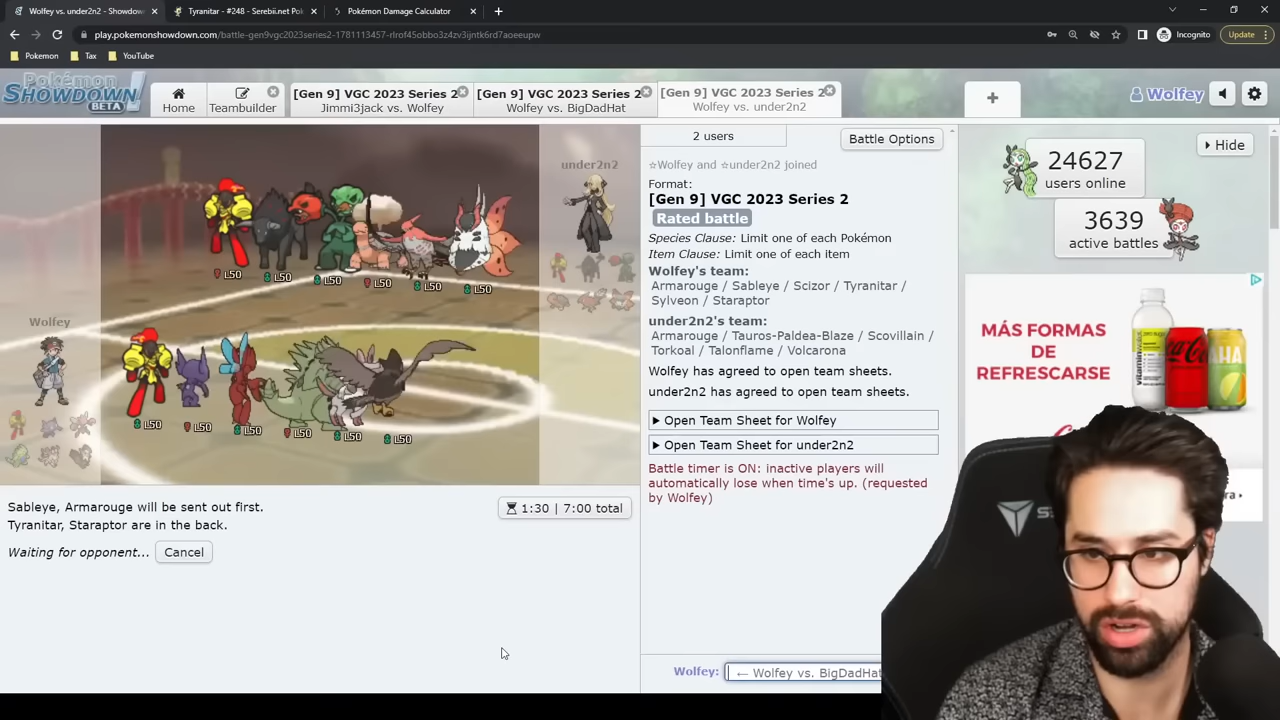 Wolfey vs. under2n2 - Showdow
Tyranitar - #248 - Serebii.net Pok
Pokémon Damage Calculator
play.pokemonshowdown.com/battle-gen9vgc2023series2-1781113457-rlrof45obbo3z4zv3ijntk6rd7aoeeupw
Incognito
Update
Pokemon
Tax
YouTube
Pokémon
SHOWDOWN!
BETA
Home
Teambuilder
[Gen 9] VGC 2023 Series 2
Jimmi3jack vs. Wolfey
[Gen 9] VGC 2023 Series 2
Wolfey vs. BigDadHat
[Gen 9] VGC 2023 Series 2
Wolfey vs. under2n2
Wolfey
2 users
Battle Options
Hide
24627
users online
3639
active battles
☆Wolfey and ☆under2n2 joined
Format:
[Gen 9] VGC 2023 Series 2
Rated battle
Species Clause: Limit one of each Pokémon
Item Clause: Limit one of each item
Wolfey's team:
Armarouge / Sableye / Scizor / Tyranitar /
Sylveon / Staraptor
under2n2's team:
Armarouge / Tauros-Paldea-Blaze / Scovillain /
Torkoal / Talonflame / Volcarona
Wolfey has agreed to open team sheets.
under2n2 has agreed to open team sheets.
Open Team Sheet for Wolfey
Open Team Sheet for under2n2
Battle timer is ON: inactive players will
automatically lose when time's up. (requested
by Wolfey)
under2n2
Wolfey
L50
L50
L50
L50
L50
L50
L50
L50
L50
L50
L50
L50
Sableye, Armarouge will be sent out first.
Tyranitar, Staraptor are in the back.
1:30 | 7:00 total
Waiting for opponent...
Cancel
Wolfey:
← Wolfey vs. BigDadHat
MÁS FORMAS
DE
REFRESCARSE
vitaminwater